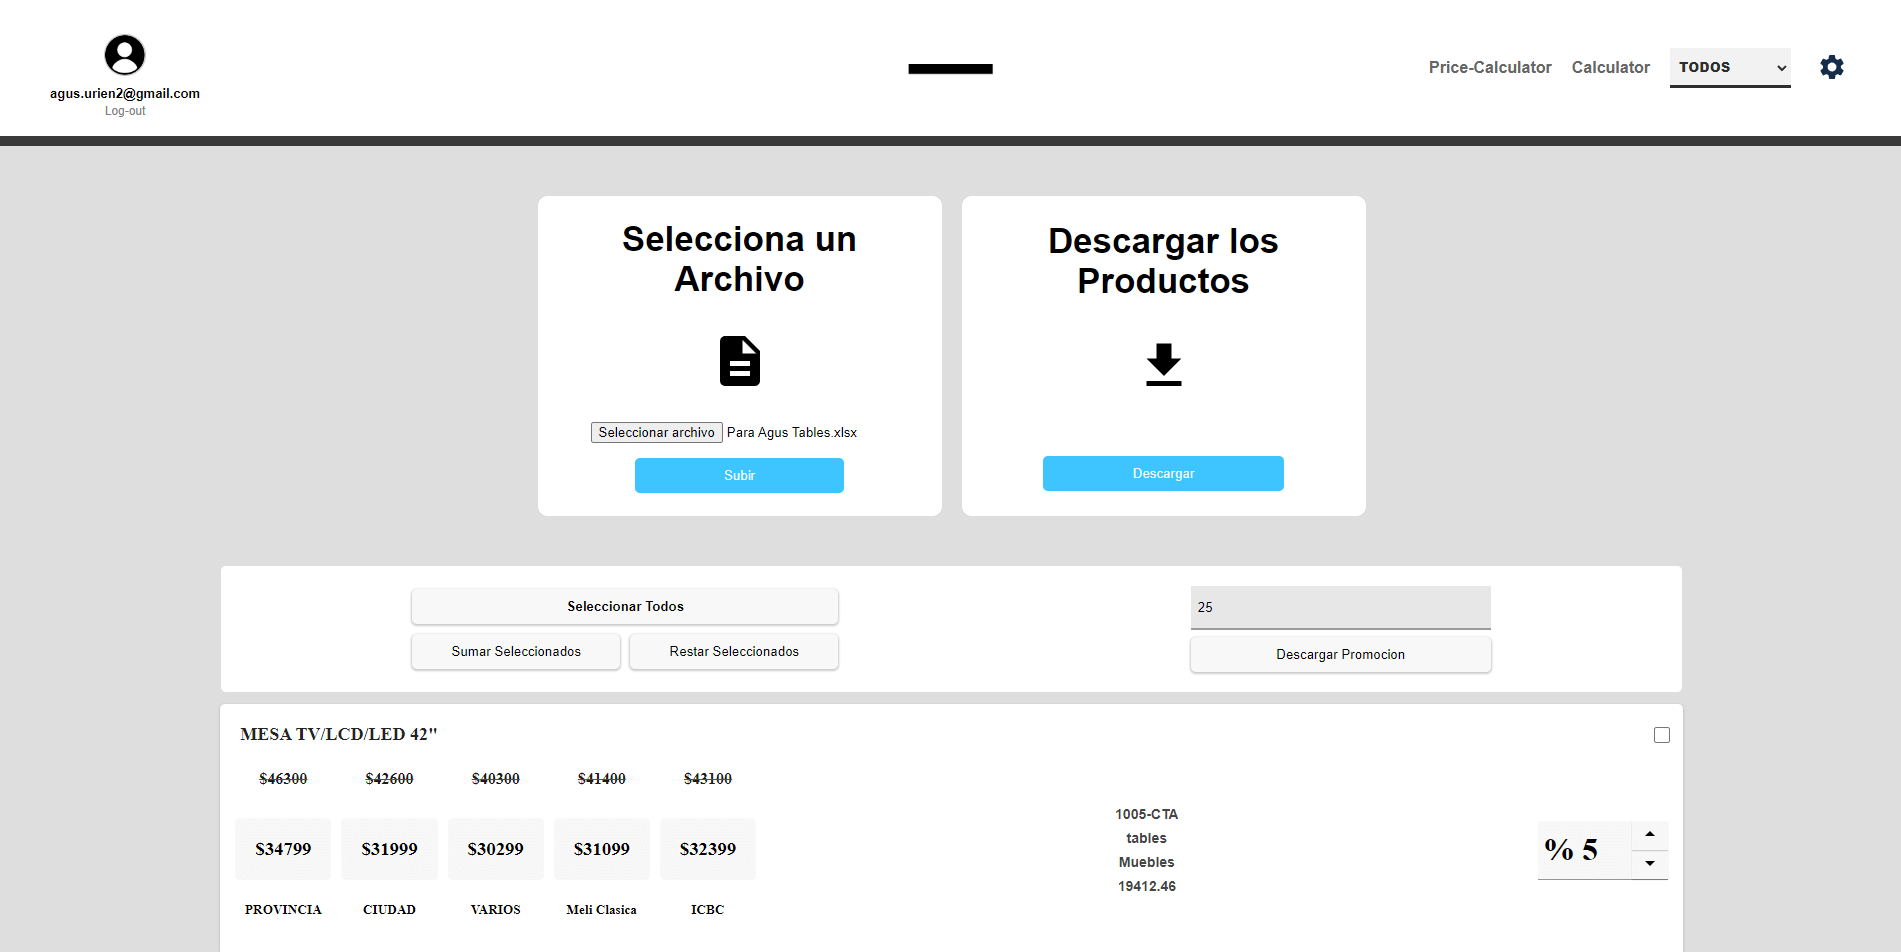 agus.urien2@gmail.com
Log-out
Price-Calculator
Calculator
TODOS
Selecciona un
Archivo
Seleccionar archivo Para Agus Tables.xlsx
Subir
Descargar los
Productos
Descargar
Seleccionar Todos
Sumar Seleccionados
Restar Seleccionados
25
Descargar Promocion
MESA TV/LCD/LED 42"
$46300 $42600 $40300 $41400 $43100
$34799 $31999 $30299 $31099 $32399
PROVINCIA CIUDAD VARIOS Meli Clasica ICBC
1005-CTA
tables
Muebles
19412.46
% 5